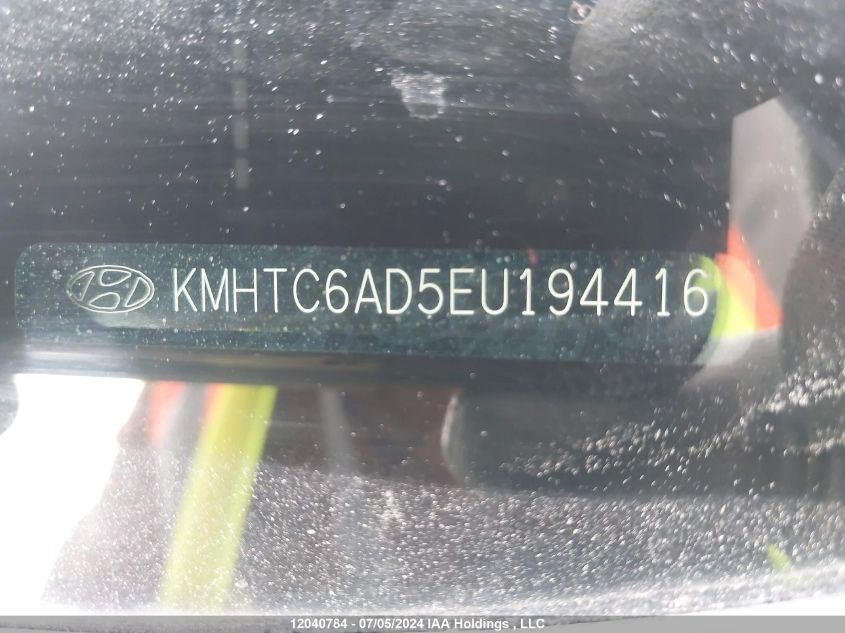 KMHTC6AD5EU194416
12040784 - 07/05/2024 IAA Holdings , LLC